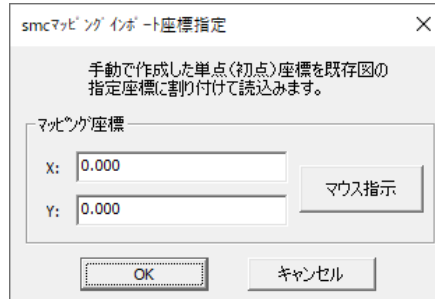 smcﾏｯﾋﾟﾝｸﾞｲﾝﾎﾟｰﾄ座標指定
手動で作成した単点(初点)座標を既存図の
指定座標に割り付けて読込みます。
ﾏｯﾋﾟﾝｸﾞ座標
X: 0.000
マウス指示
Y: 0.000
OK キャンセル